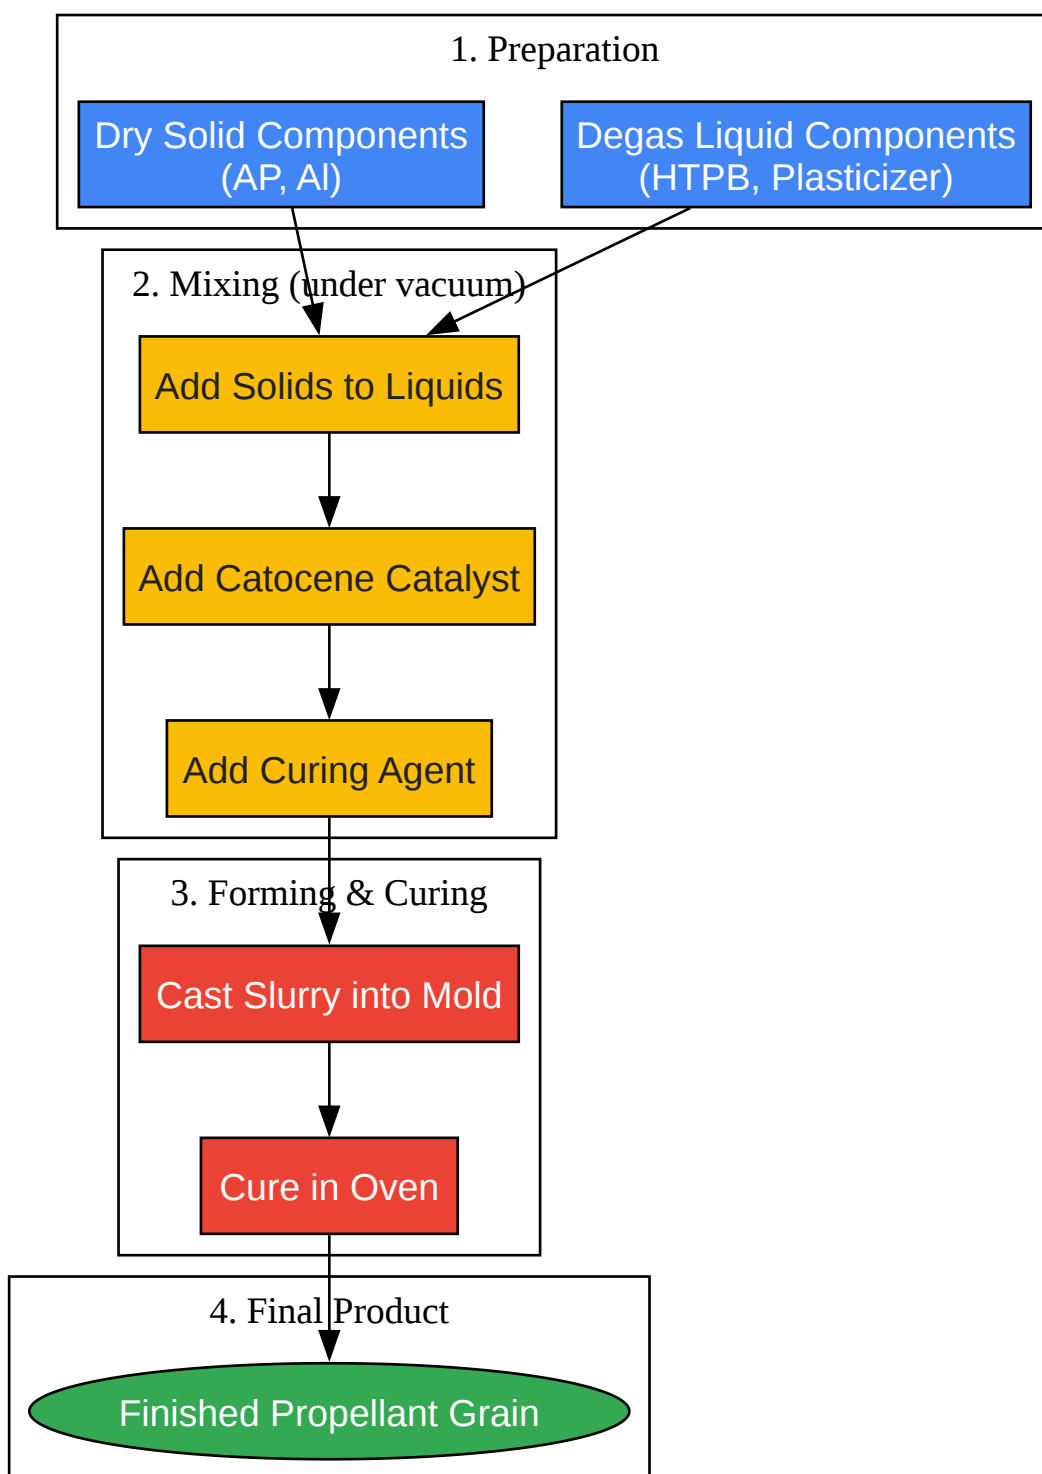 1. Preparation
Dry Solid Components
(AP, Al)
Degas Liquid Components
(HTPB, Plasticizer)
2. Mixing (under vacuum)
Add Solids to Liquids
Add Catocene Catalyst
Add Curing Agent
3. Forming & Curing
Cast Slurry into Mold
Cure in Oven
4. Final Product
Finished Propellant Grain